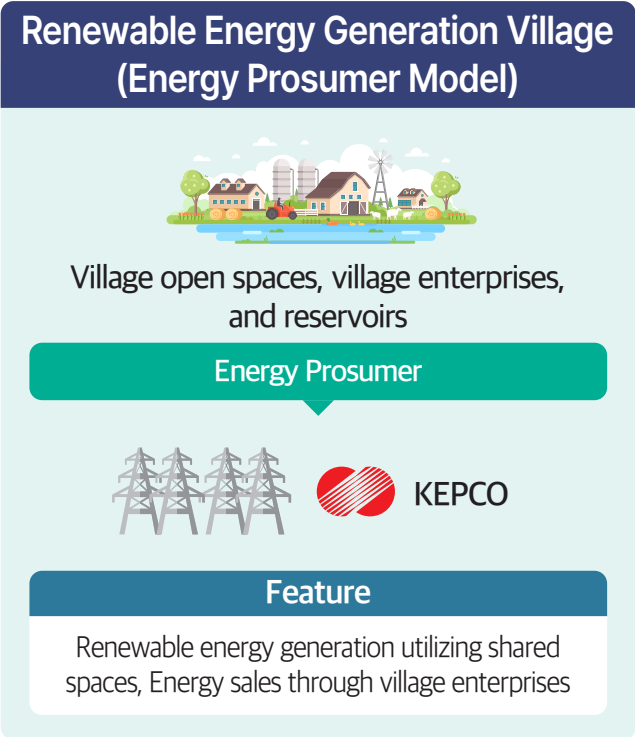 Renewable Energy Generation Village
(Energy Prosumer Model)
Village open spaces, village enterprises,
and reservoirs
Energy Prosumer
KEPCO
Feature
Renewable energy generation utilizing shared
spaces, Energy sales through village enterprises